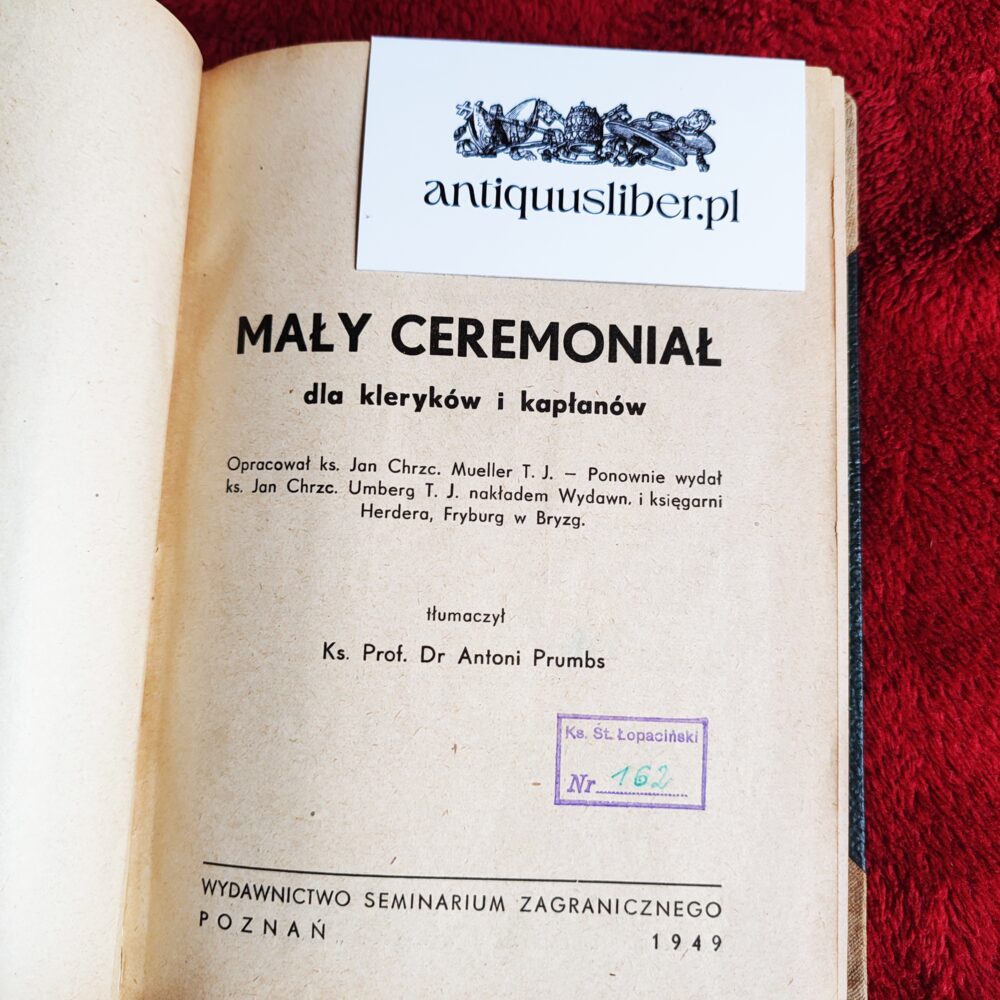 antiquusliber.pl
MAŁY CEREMONIAŁ
dla kleryków i kapłanów
Opracował ks. Jan Chrzc. Mueller T. J. – Ponownie wydał
ks. Jan Chrzc. Umberg T. J. nakładem Wydawn. i księgarni
Herdera, Fryburg w Bryzg.
tłumaczył
Ks. Prof. Dr Antoni Prumbs
Ks. St. Łopaciński
Nr 162
WYDAWNICTWO SEMINARIUM ZAGRANICZNEGO
POZNAŃ 1949